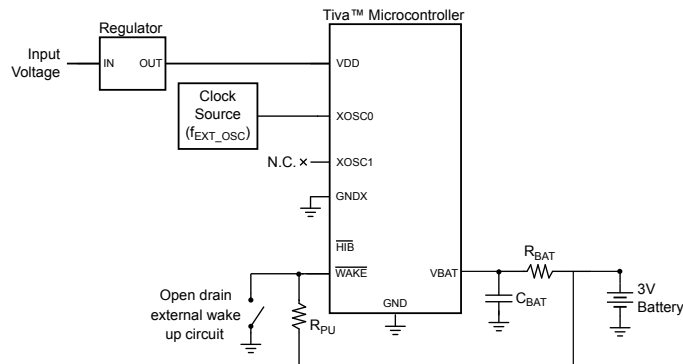 Tiva™ Microcontroller
Regulator
Input
Voltage
IN OUT
VDD
Clock
Source
(fEXT_OSC)
XOSC0
N.C. ×
XOSC1
GNDX
HIB
WAKE
VBAT
RBAT
CBAT
3V
Battery
Open drain
external wake
up circuit
RPU
GND